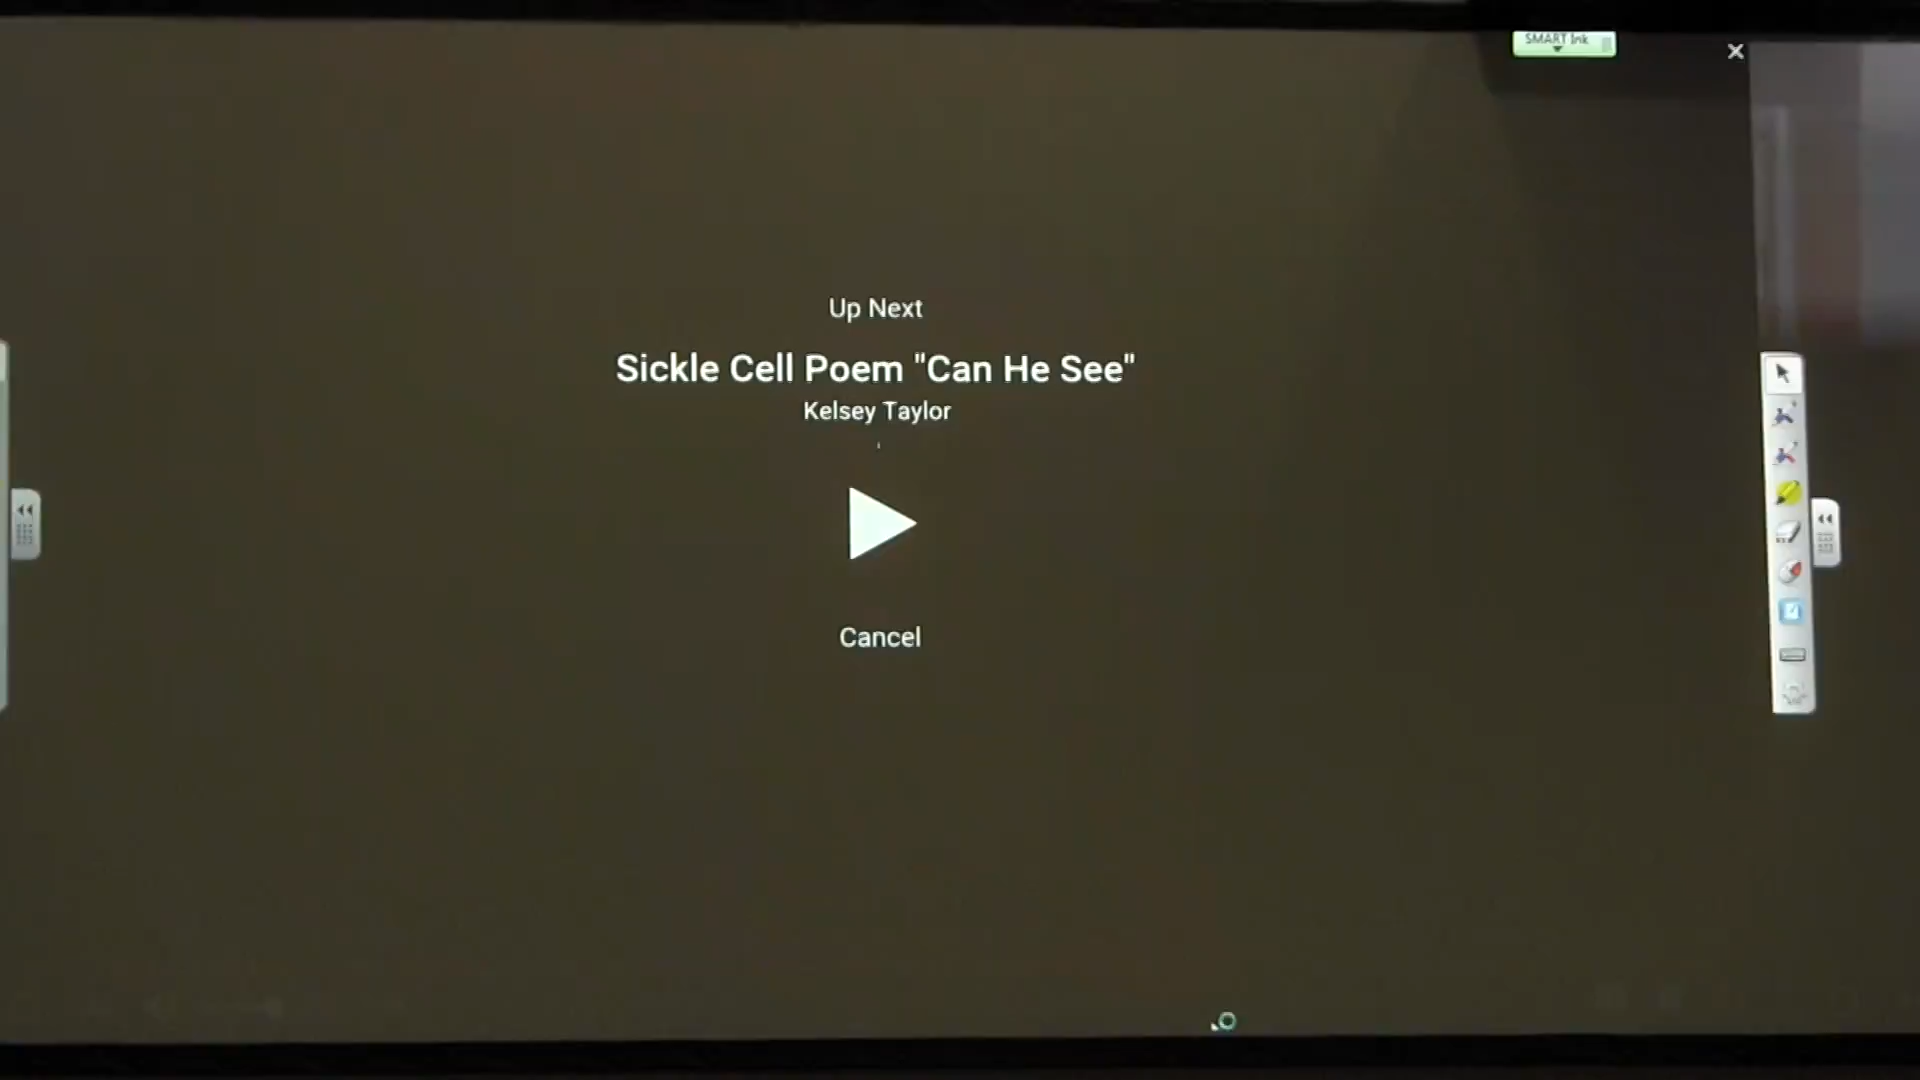 SMART Ink
Up Next
Sickle Cell Poem "Can He See"
Kelsey Taylor
Cancel